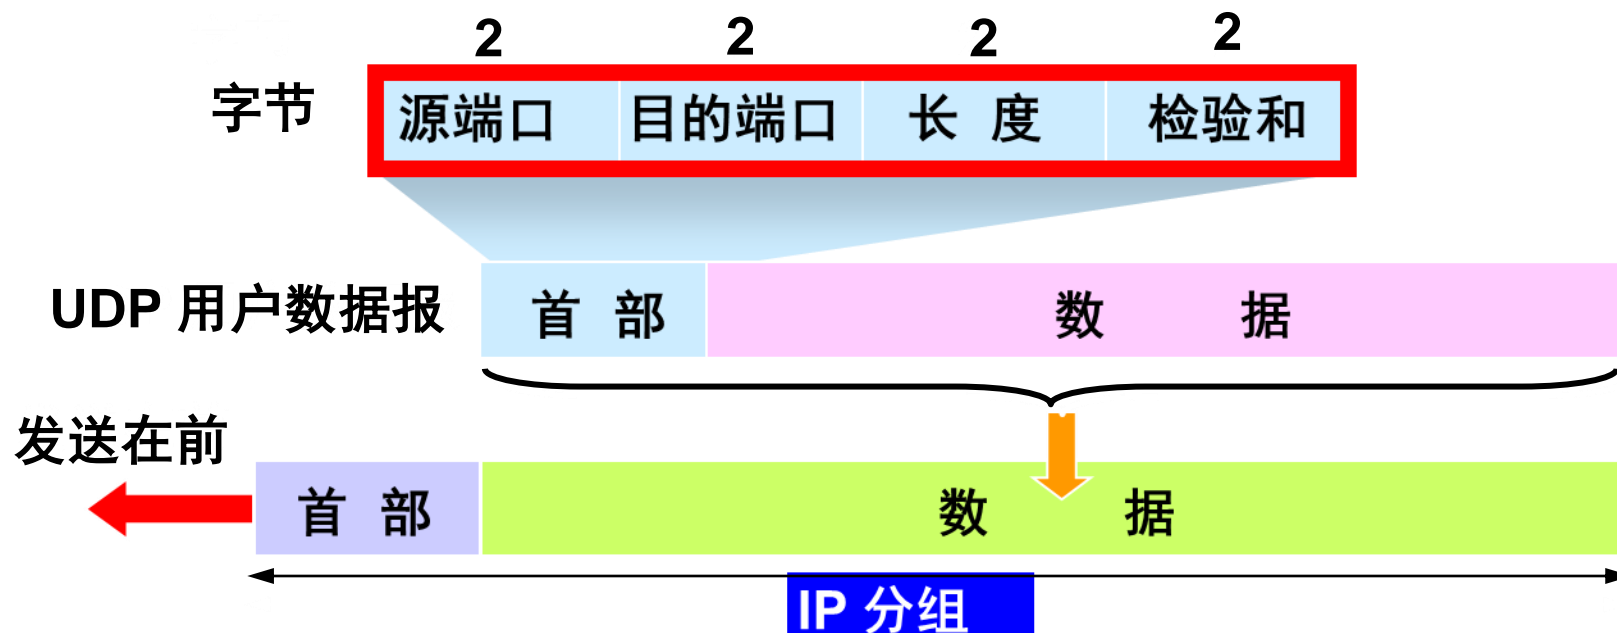 2 2 2 2
字节 源端口 目的端口 长 度 检验和
UDP 用户数据报 首 部 数 据
发送在前
首 部 数 据
IP 分组